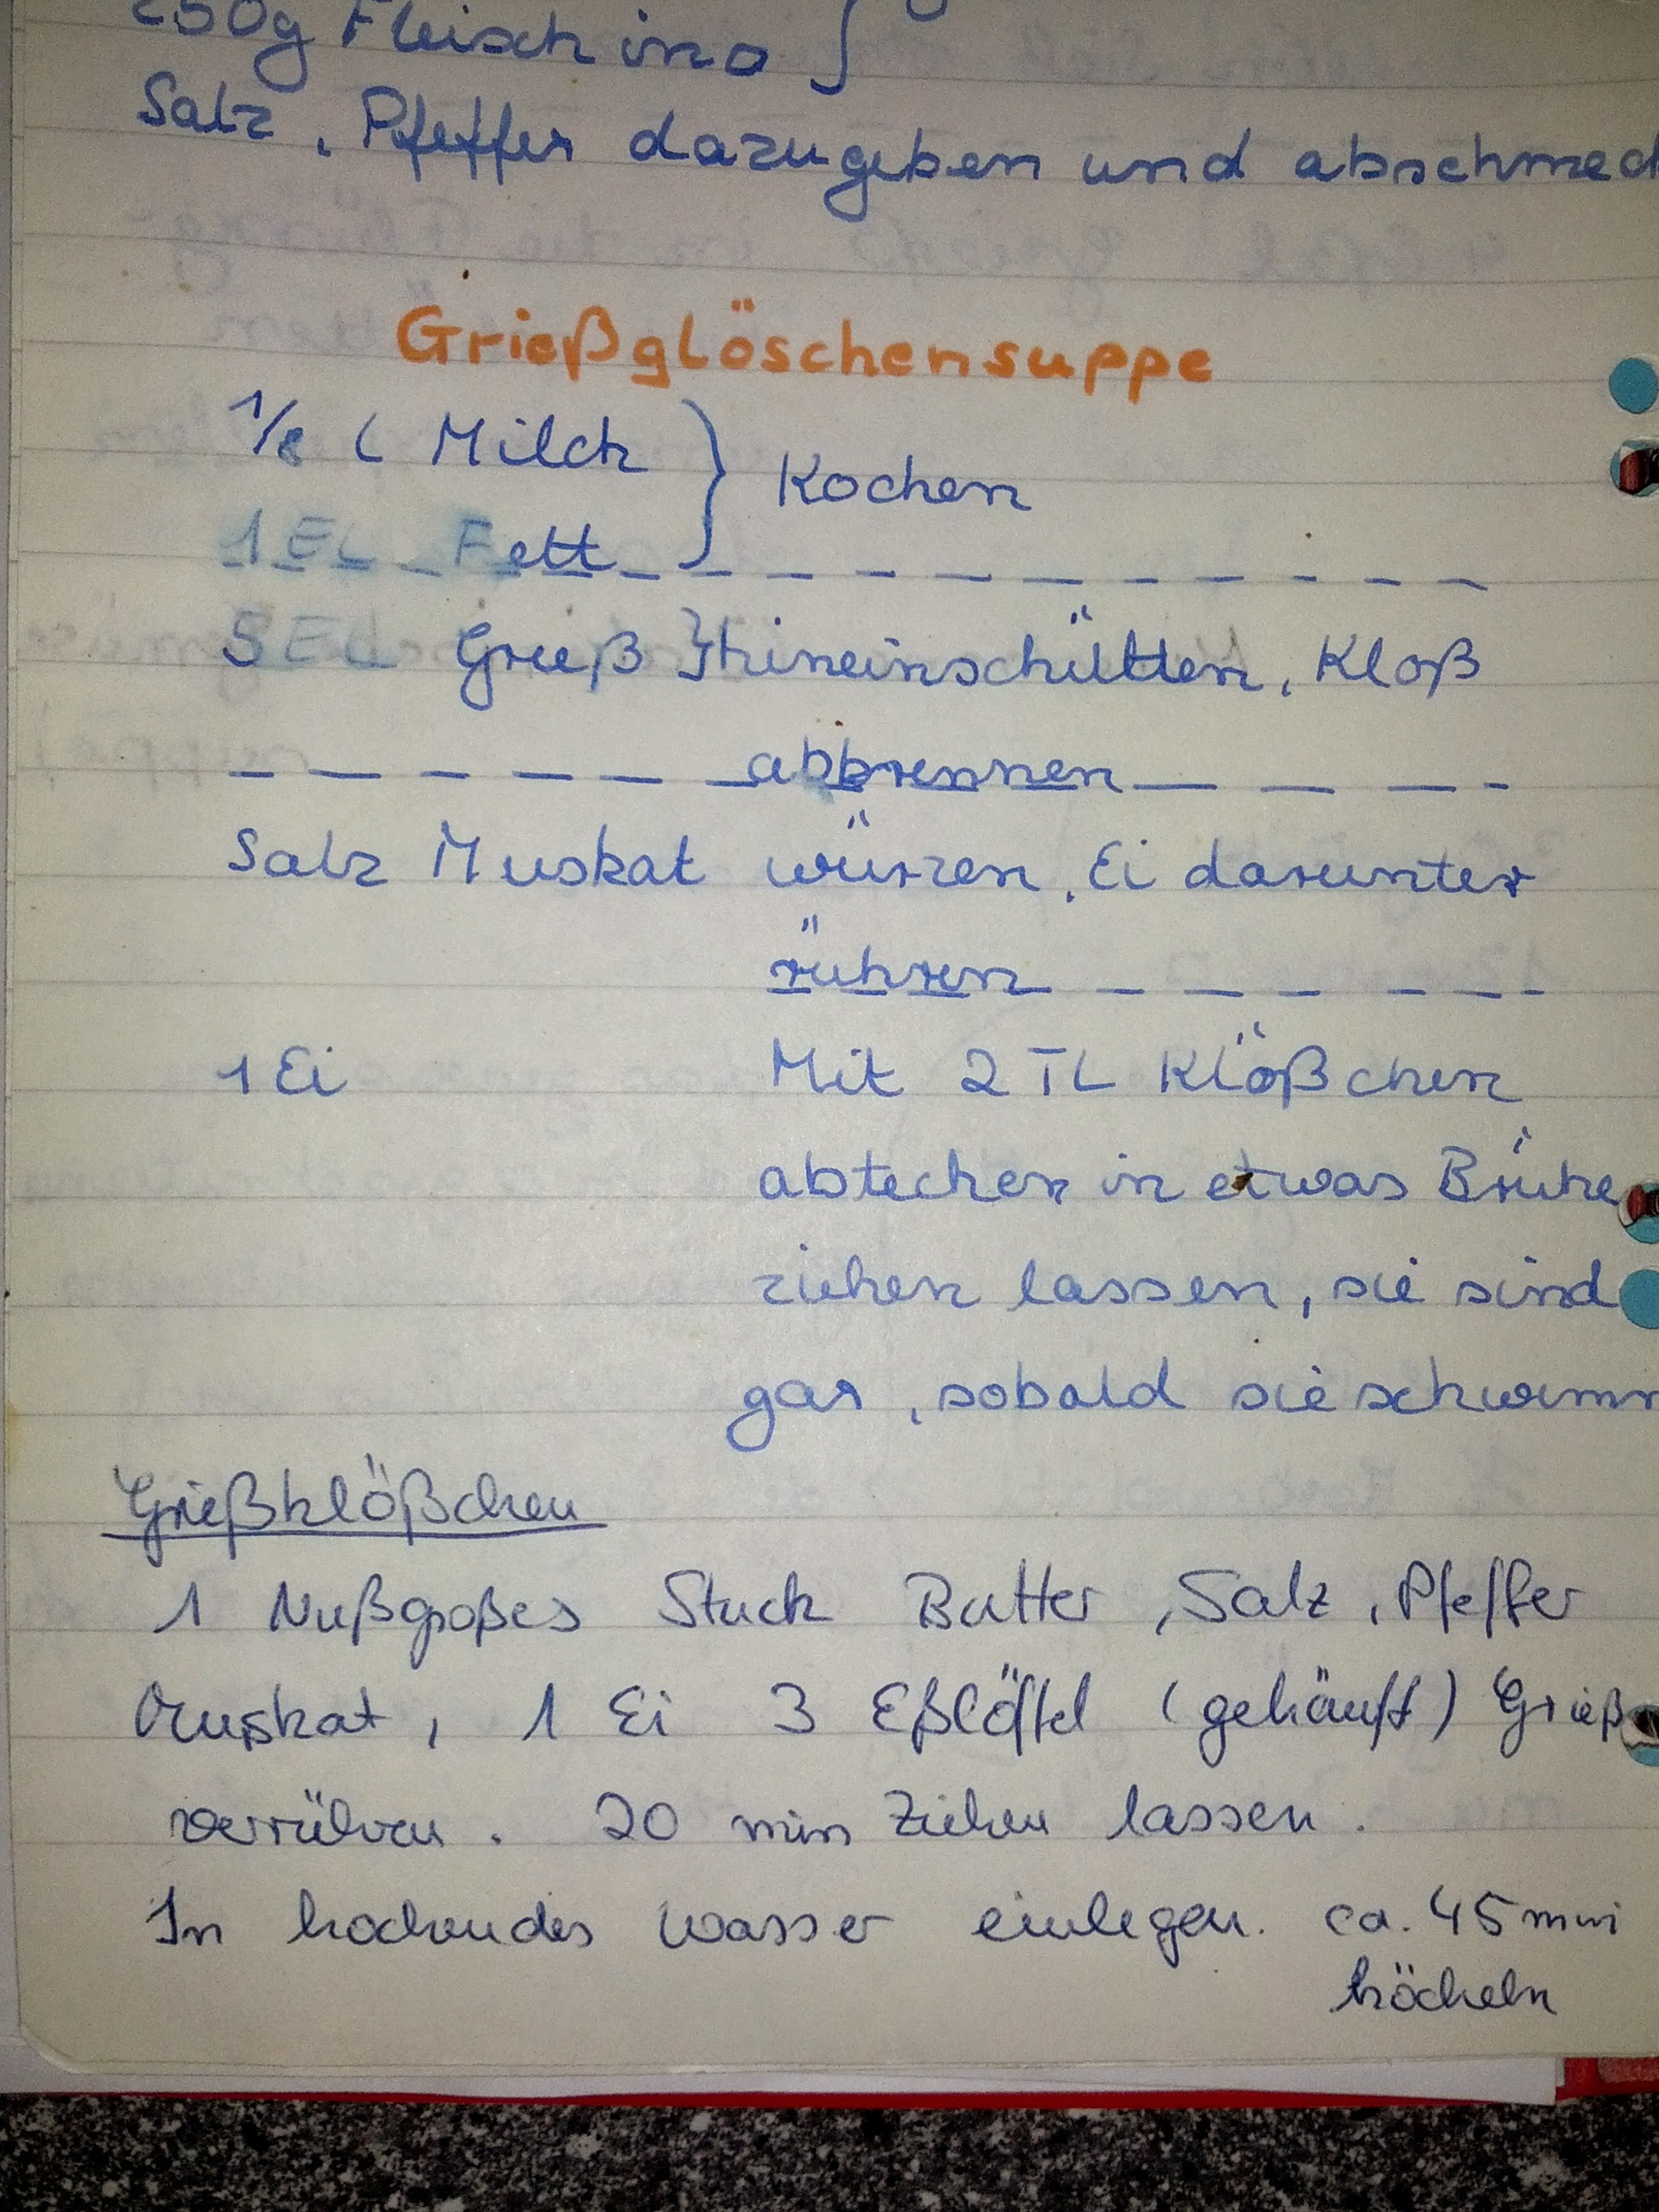 250g Fleisch ino }
Salz, Pfeffer dazugeben und abschmeck
Grießglöschensuppe
1/8 l Milch } Kochen
1 EL Fett
5 EL Grieß } hineinschütten, Kloß
abbrennen
Salz Muskat würzen, Ei darunter
rühren
1 Ei Mit 2 TL Klößchen
abtechen in etwas Brühe
ziehen lassen, sie sind
gar, sobald sie schwimm
Grießklößchen
1 Nußgroßes Stuck Butter, Salz, Pfeffer
Muskat, 1 Ei 3 Eßlöffel (gehäuft) Grieß
verrühren. 20 min Ziehen lassen.
In kochendes Wasser einlegen. ca. 45 min
köcheln